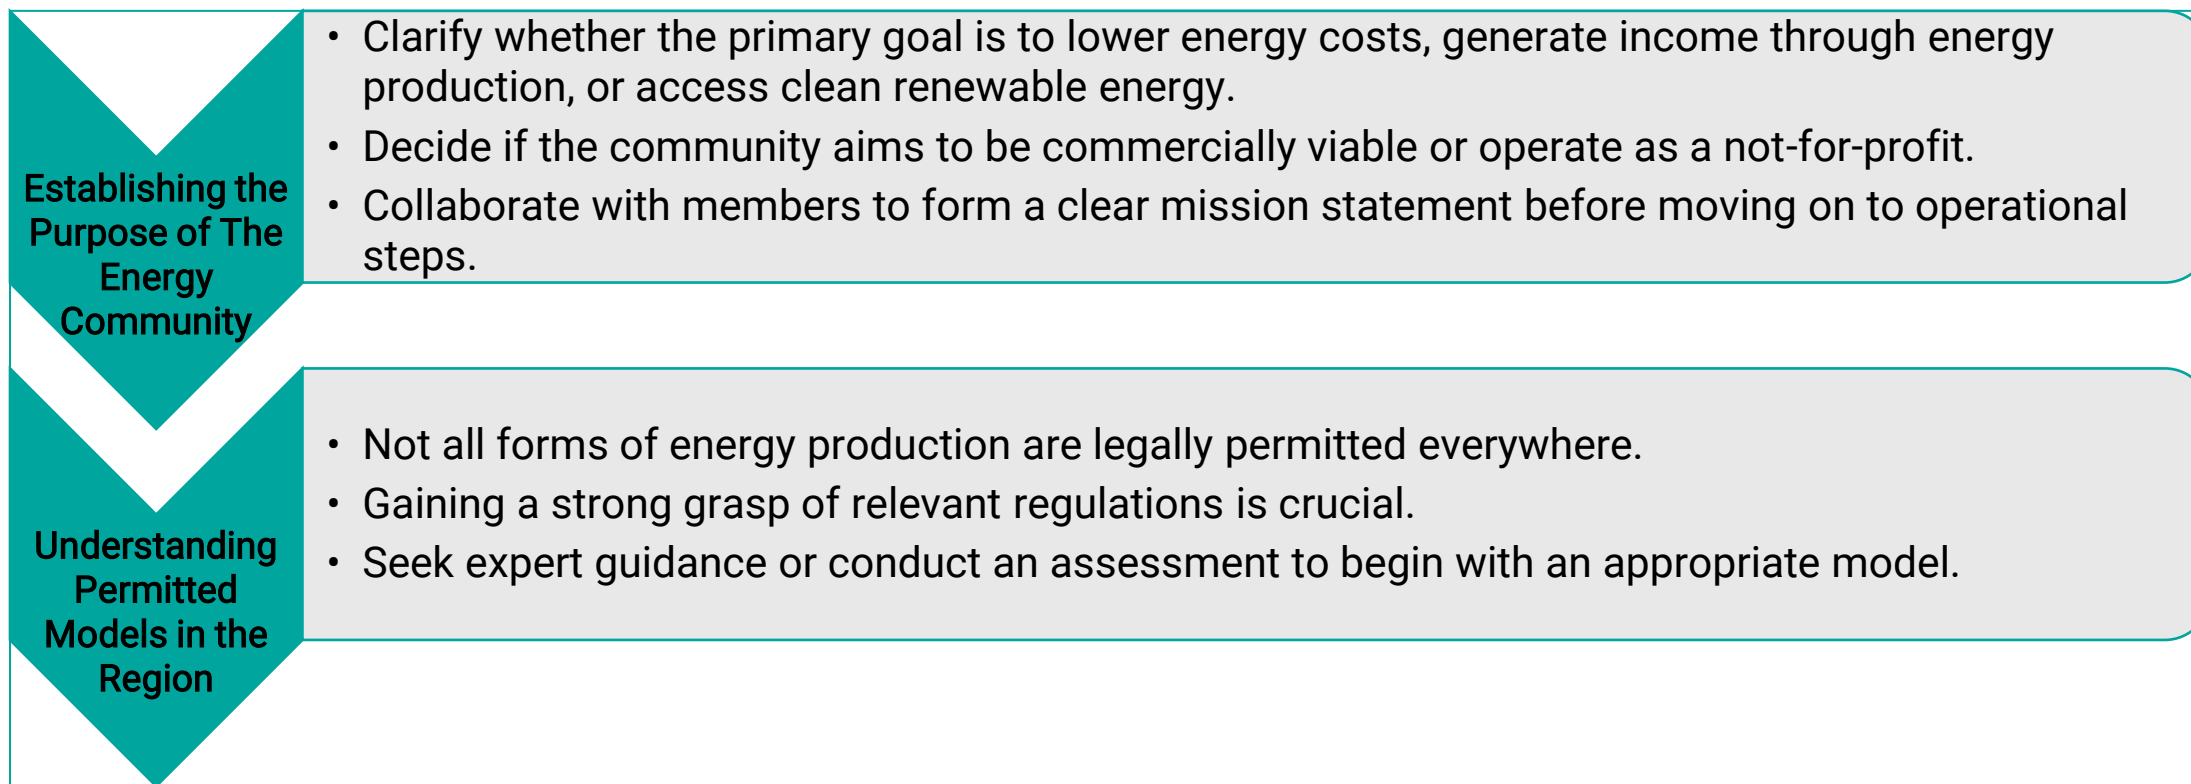 Establishing the
Purpose of The
Energy
Community
• Clarify whether the primary goal is to lower energy costs, generate income through energy
production, or access clean renewable energy.
• Decide if the community aims to be commercially viable or operate as a not-for-profit.
• Collaborate with members to form a clear mission statement before moving on to operational
steps.
Understanding
Permitted
Models in the
Region
• Not all forms of energy production are legally permitted everywhere.
• Gaining a strong grasp of relevant regulations is crucial.
• Seek expert guidance or conduct an assessment to begin with an appropriate model.